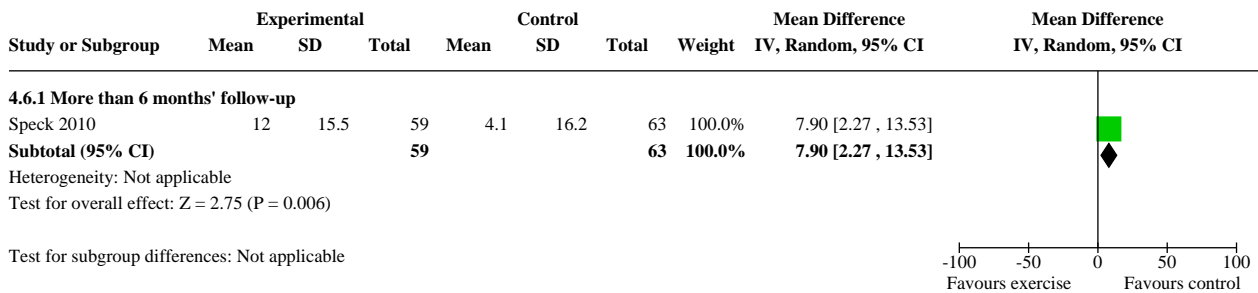 Experimental Control Mean Difference Mean Difference
Study or Subgroup Mean SD Total Mean SD Total Weight IV, Random, 95% CI IV, Random, 95% CI
4.6.1 More than 6 months' follow-up
Speck 2010 12 15.5 59 4.1 16.2 63 100.0% 7.90 [2.27 , 13.53]
Subtotal (95% CI) 59 63 100.0% 7.90 [2.27 , 13.53]
Heterogeneity: Not applicable
Test for overall effect: Z = 2.75 (P = 0.006)
Test for subgroup differences: Not applicable
-100 -50 0 50 100
Favours exercise Favours control